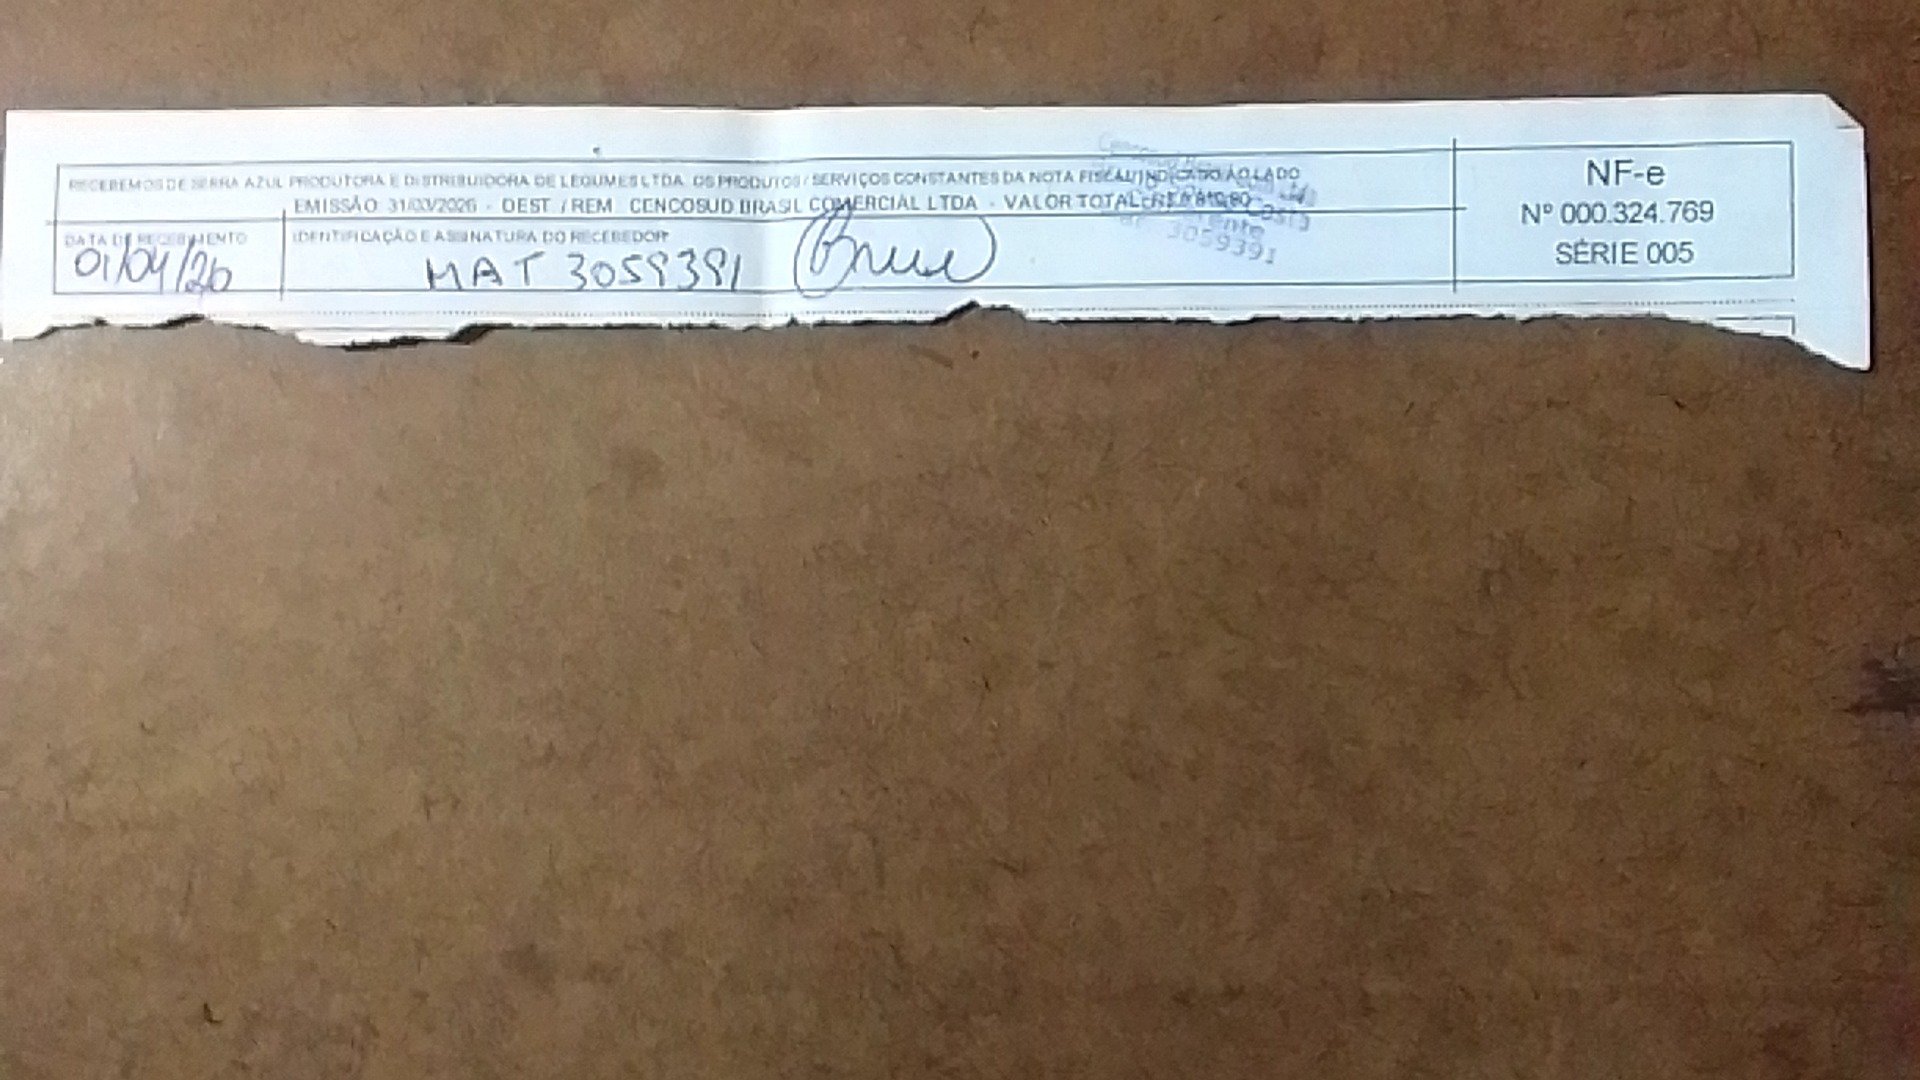 RECEBEMOS DE SERRA AZUL PRODUTORA E DISTRIBUIDORA DE LEGUMES LTDA OS PRODUTOS / SERVIÇOS CONSTANTES DA NOTA FISCAL INDICADO AO LADO
EMISSÃO: 31/03/2026 - DEST. / REM.: CENCOSUD BRASIL COMERCIAL LTDA - VALOR TOTAL: R$
DATA DE RECEBIMENTO
01/04/26
IDENTIFICAÇÃO E ASSINATURA DO RECEBEDOR
MAT 3059391
3059391
NF-e
Nº 000.324.769
SÉRIE 005